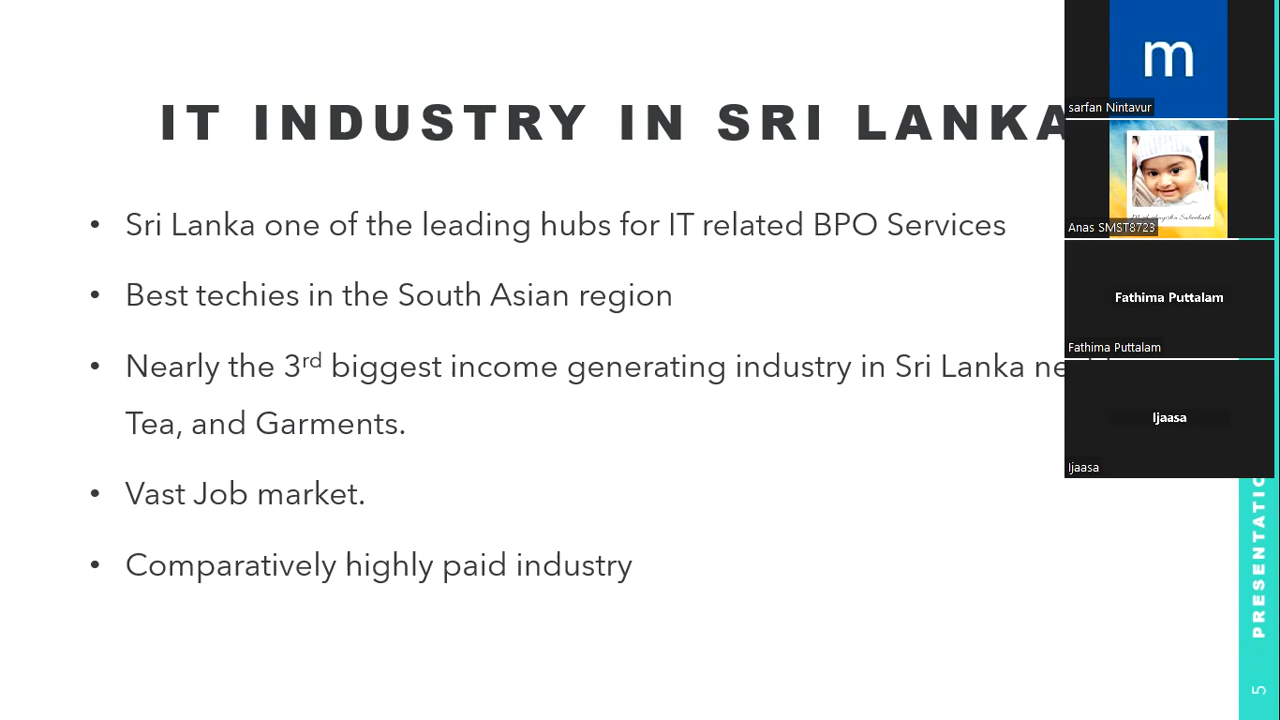 IT INDUSTRY IN SRI LANKA
• Sri Lanka one of the leading hubs for IT related BPO Services
• Best techies in the South Asian region
• Nearly the 3rd biggest income generating industry in Sri Lanka
Tea, and Garments.
• Vast Job market.
• Comparatively highly paid industry
m
sarfan Nintavur
Anas SMST8723
Fathima Puttalam
Fathima Puttalam
Ijaasa
Ijaasa
5